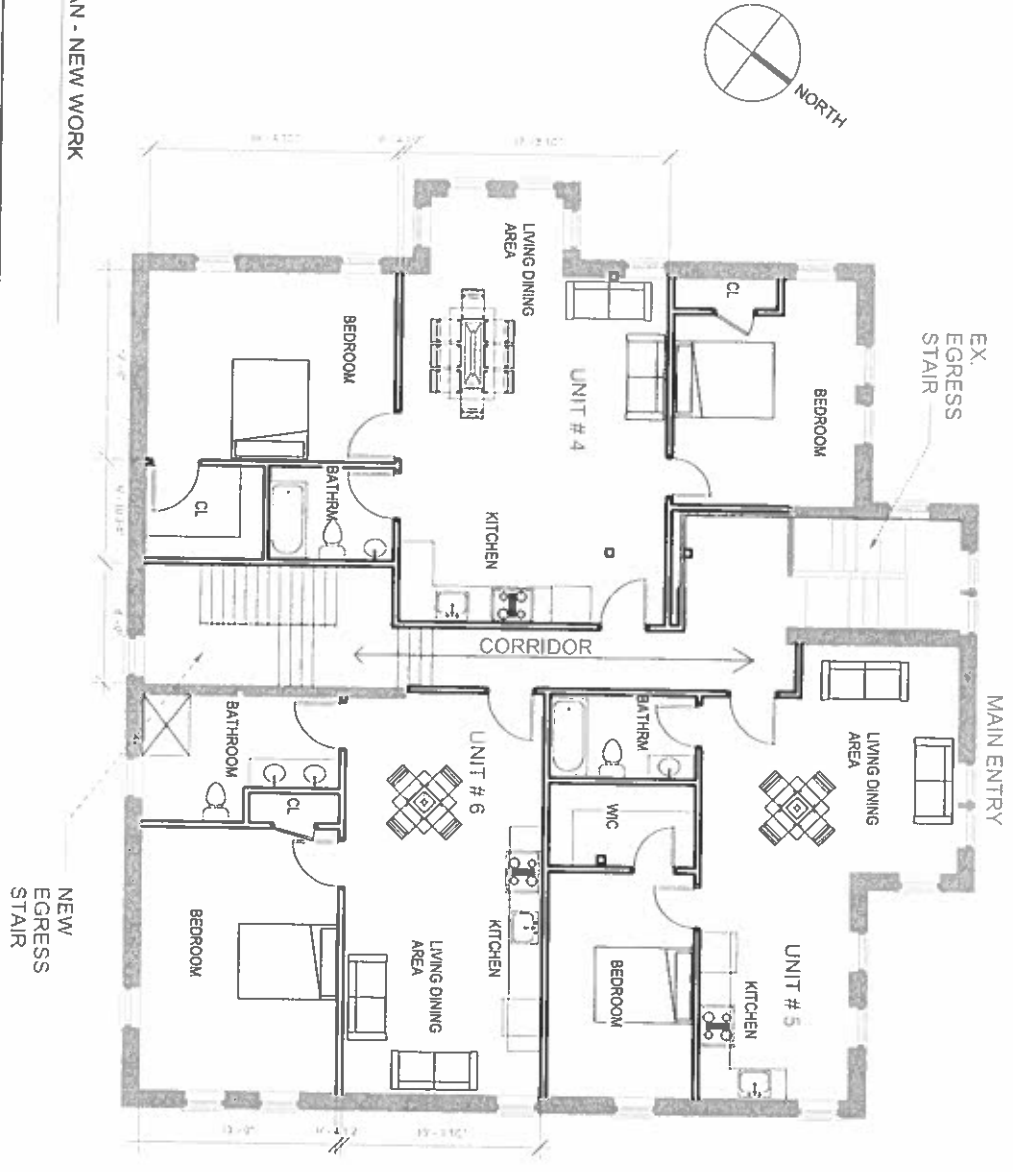 AN - NEW WORK
NORTH
EX.
EGRESS
STAIR
LIVING DINING
AREA
CL
BEDROOM
BEDROOM
UNIT # 4
BATHRM
CL
KITCHEN
CORRIDOR
MAIN ENTRY
BATHROOM
CL
UNIT # 6
BATHRM
WIC
LIVING DINING
AREA
BEDROOM
LIVING DINING
AREA
KITCHEN
BEDROOM
KITCHEN
UNIT # 5
NEW
EGRESS
STAIR